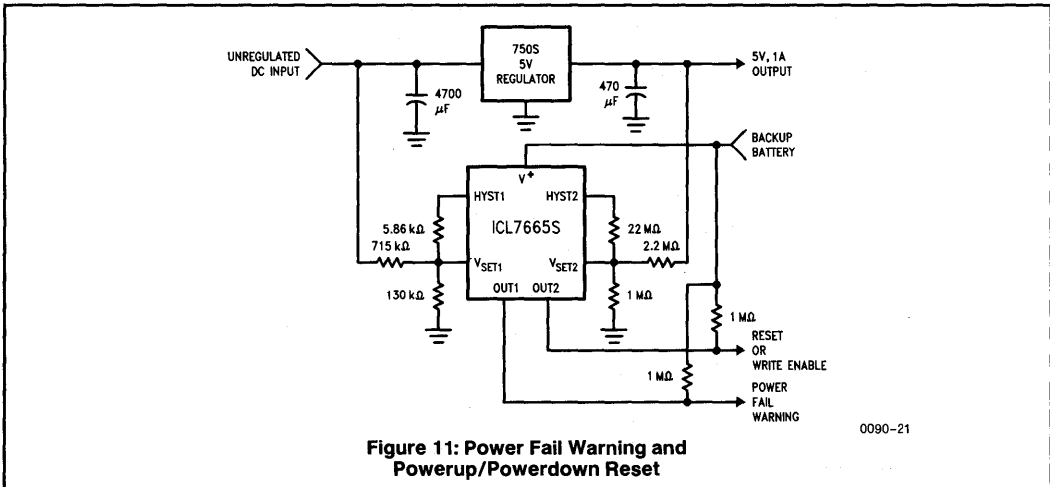 UNREGULATED
DC INPUT
750S
5V
REGULATOR
5V, 1A
OUTPUT
4700
μF
470
μF
BACKUP
BATTERY
V+
HYST1
HYST2
ICL7665S
5.86 kΩ
715 kΩ
22 MΩ
2.2 MΩ
VSET1
VSET2
OUT1
OUT2
130 kΩ
1 MΩ
1 MΩ
RESET
OR
WRITE ENABLE
1 MΩ
POWER
FAIL
WARNING
0090-21
Figure 11: Power Fail Warning and
Powerup/Powerdown Reset